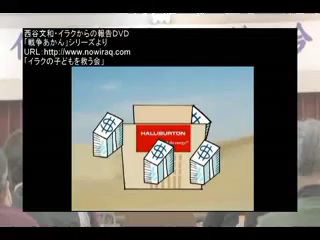 西谷文和・イラクからの報告DVD
「戦争あかん」シリーズより
URL：http://www.nowiraq.com
「イラクの子どもを救う会」
HALLIBURTON
$
$
$
$